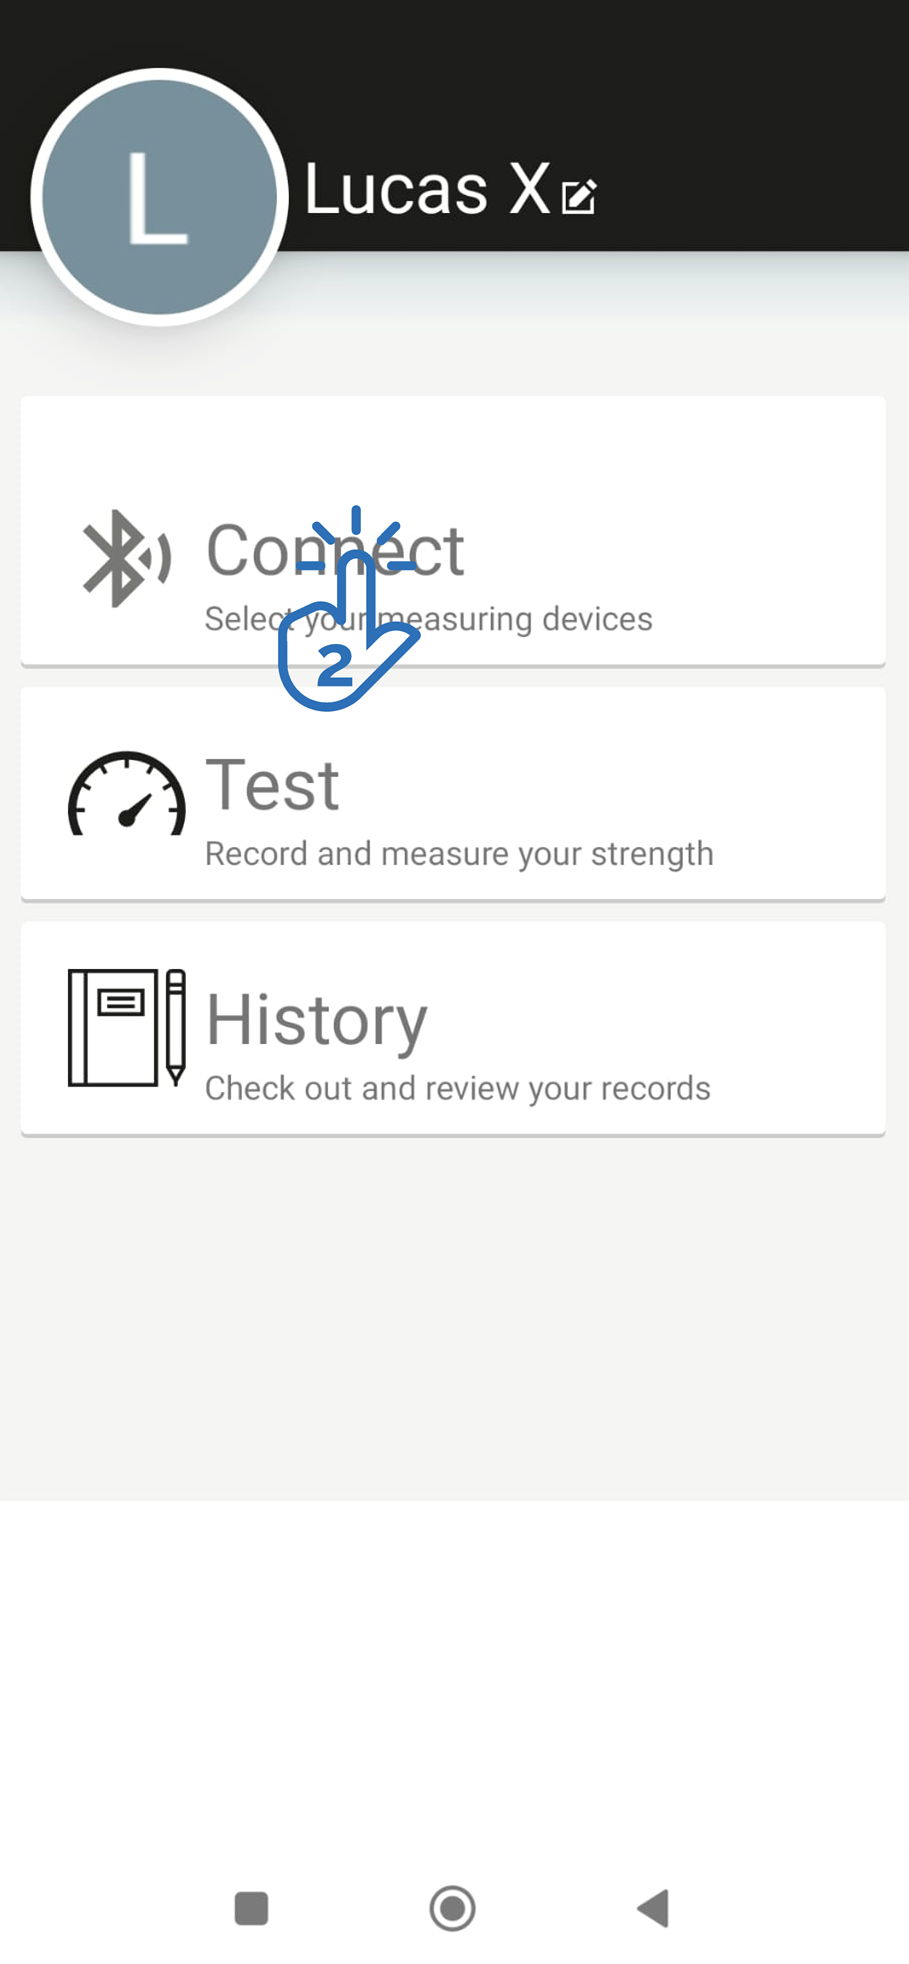 L
Lucas X
Connect
Select your measuring devices
2
Test
Record and measure your strength
History
Check out and review your records